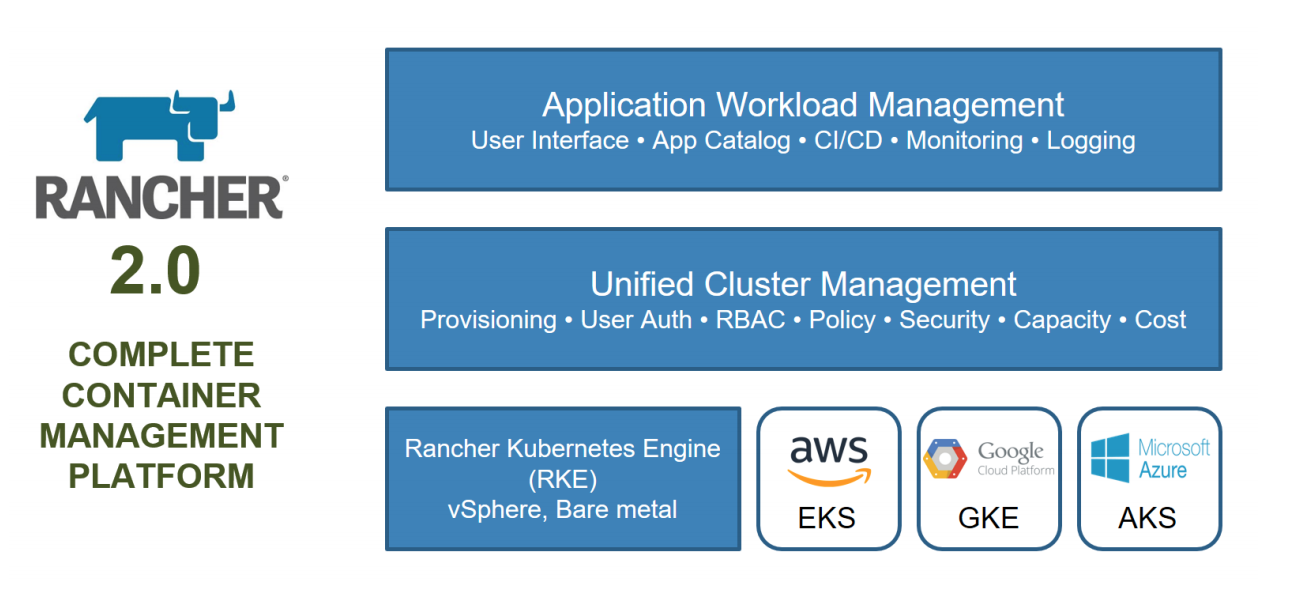 RANCHER®
2.0
COMPLETE
CONTAINER
MANAGEMENT
PLATFORM
Application Workload Management
User Interface • App Catalog • CI/CD • Monitoring • Logging
Unified Cluster Management
Provisioning • User Auth • RBAC • Policy • Security • Capacity • Cost
Rancher Kubernetes Engine
(RKE)
vSphere, Bare metal
aws
EKS
Google
Cloud Platform
GKE
Microsoft
Azure
AKS